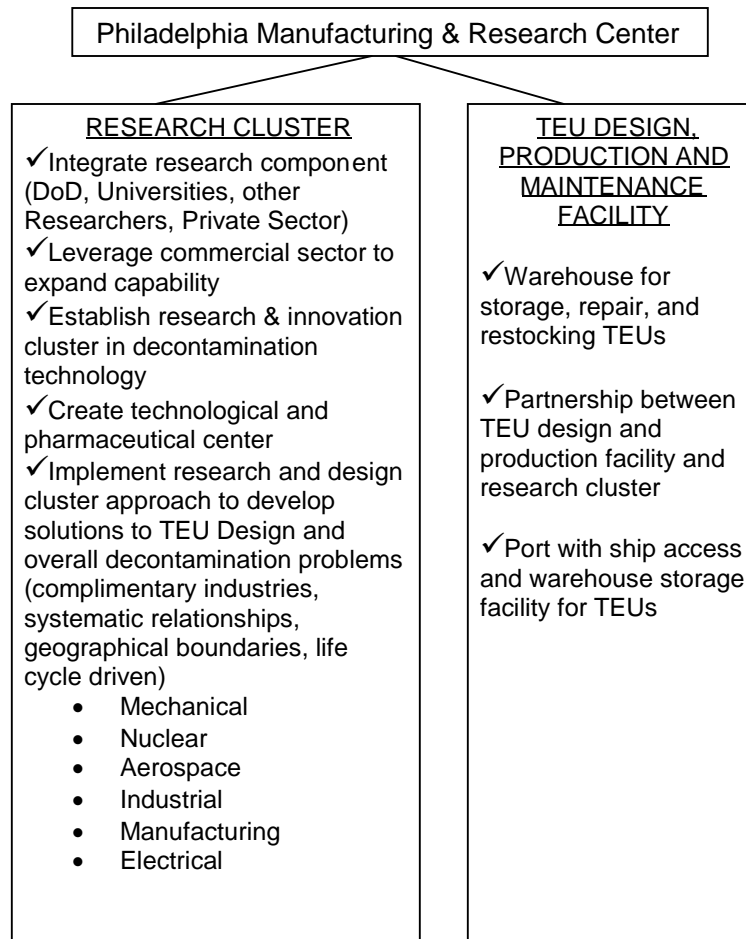 Philadelphia Manufacturing & Research Center
RESEARCH CLUSTER
✓Integrate research component
(DoD, Universities, other
Researchers, Private Sector)
✓Leverage commercial sector to
expand capability
✓Establish research & innovation
cluster in decontamination
technology
✓Create technological and
pharmaceutical center
✓Implement research and design
cluster approach to develop
solutions to TEU Design and
overall decontamination problems
(complimentary industries,
systematic relationships,
geographical boundaries, life
cycle driven)
• Mechanical
• Nuclear
• Aerospace
• Industrial
• Manufacturing
• Electrical
TEU DESIGN,
PRODUCTION AND
MAINTENANCE
FACILITY
✓Warehouse for
storage, repair, and
restocking TEUs
✓Partnership between
TEU design and
production facility and
research cluster
✓Port with ship access
and warehouse storage
facility for TEUs